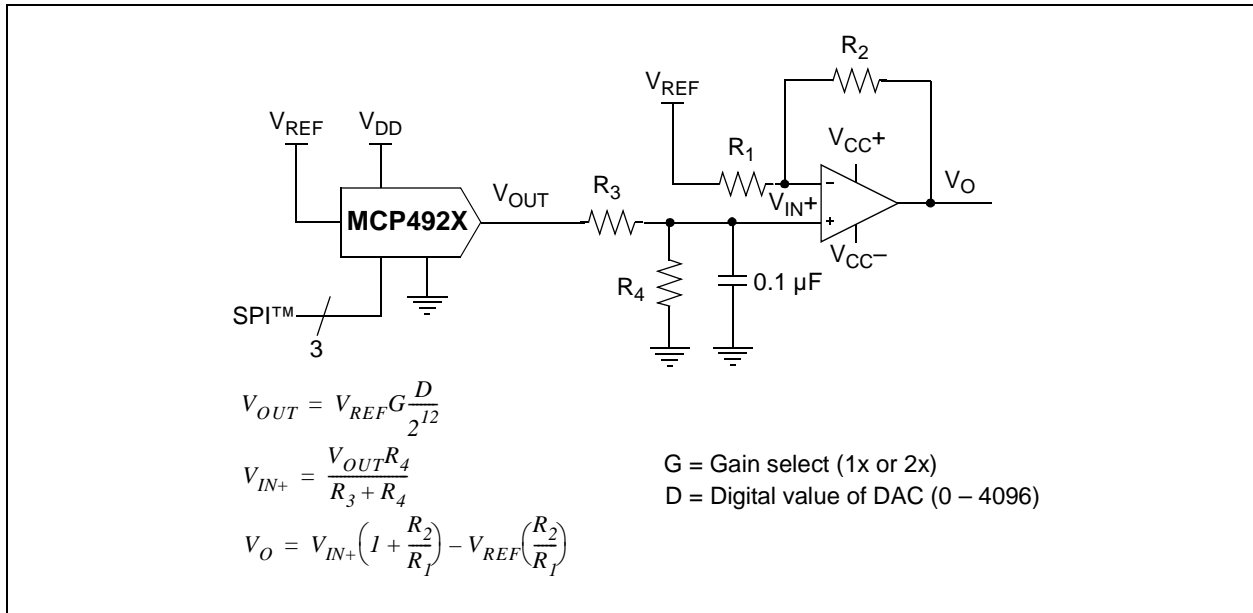 R2
VREF
VREF
VDD
R1
VCC+
VO
–
VIN+
+
VCC–
MCP492X
VOUT
R3
R4
0.1 µF
SPI™
3
VOUT = VREF G D/2^12
VIN+ = VOUT R4 / (R3 + R4)
VO = VIN+(1 + R2/R1) – VREF(R2/R1)
G = Gain select (1x or 2x)
D = Digital value of DAC (0 – 4096)